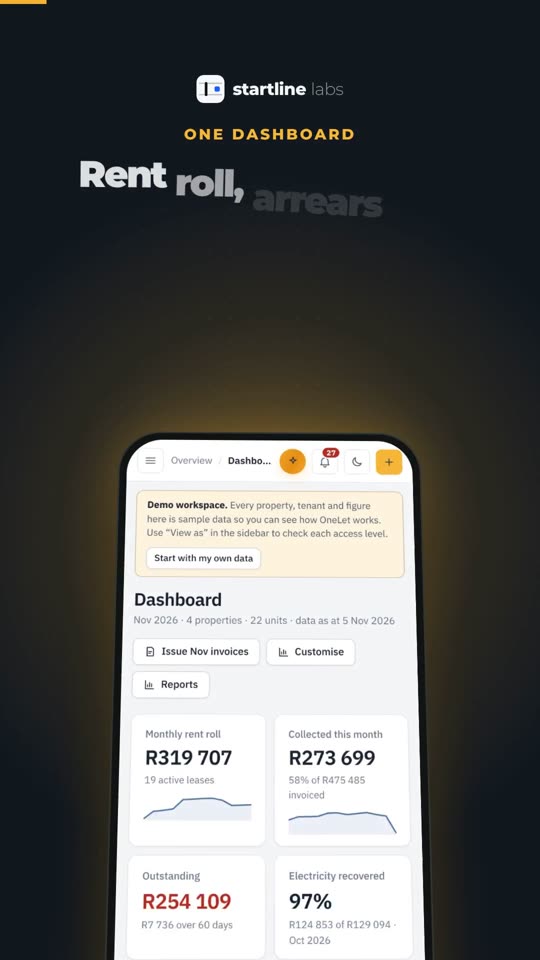 startline labs
ONE DASHBOARD
Rent roll, arrears
Overview / Dashbo...
27
Demo workspace. Every property, tenant and figure
here is sample data so you can see how OneLet works.
Use “View as” in the sidebar to check each access level.
Start with my own data
Dashboard
Nov 2026 · 4 properties · 22 units · data as at 5 Nov 2026
Issue Nov invoices
Customise
Reports
Monthly rent roll
R319 707
19 active leases
Collected this month
R273 699
58% of R475 485
invoiced
Outstanding
R254 109
R7 736 over 60 days
Electricity recovered
97%
R124 853 of R129 094 ·
Oct 2026